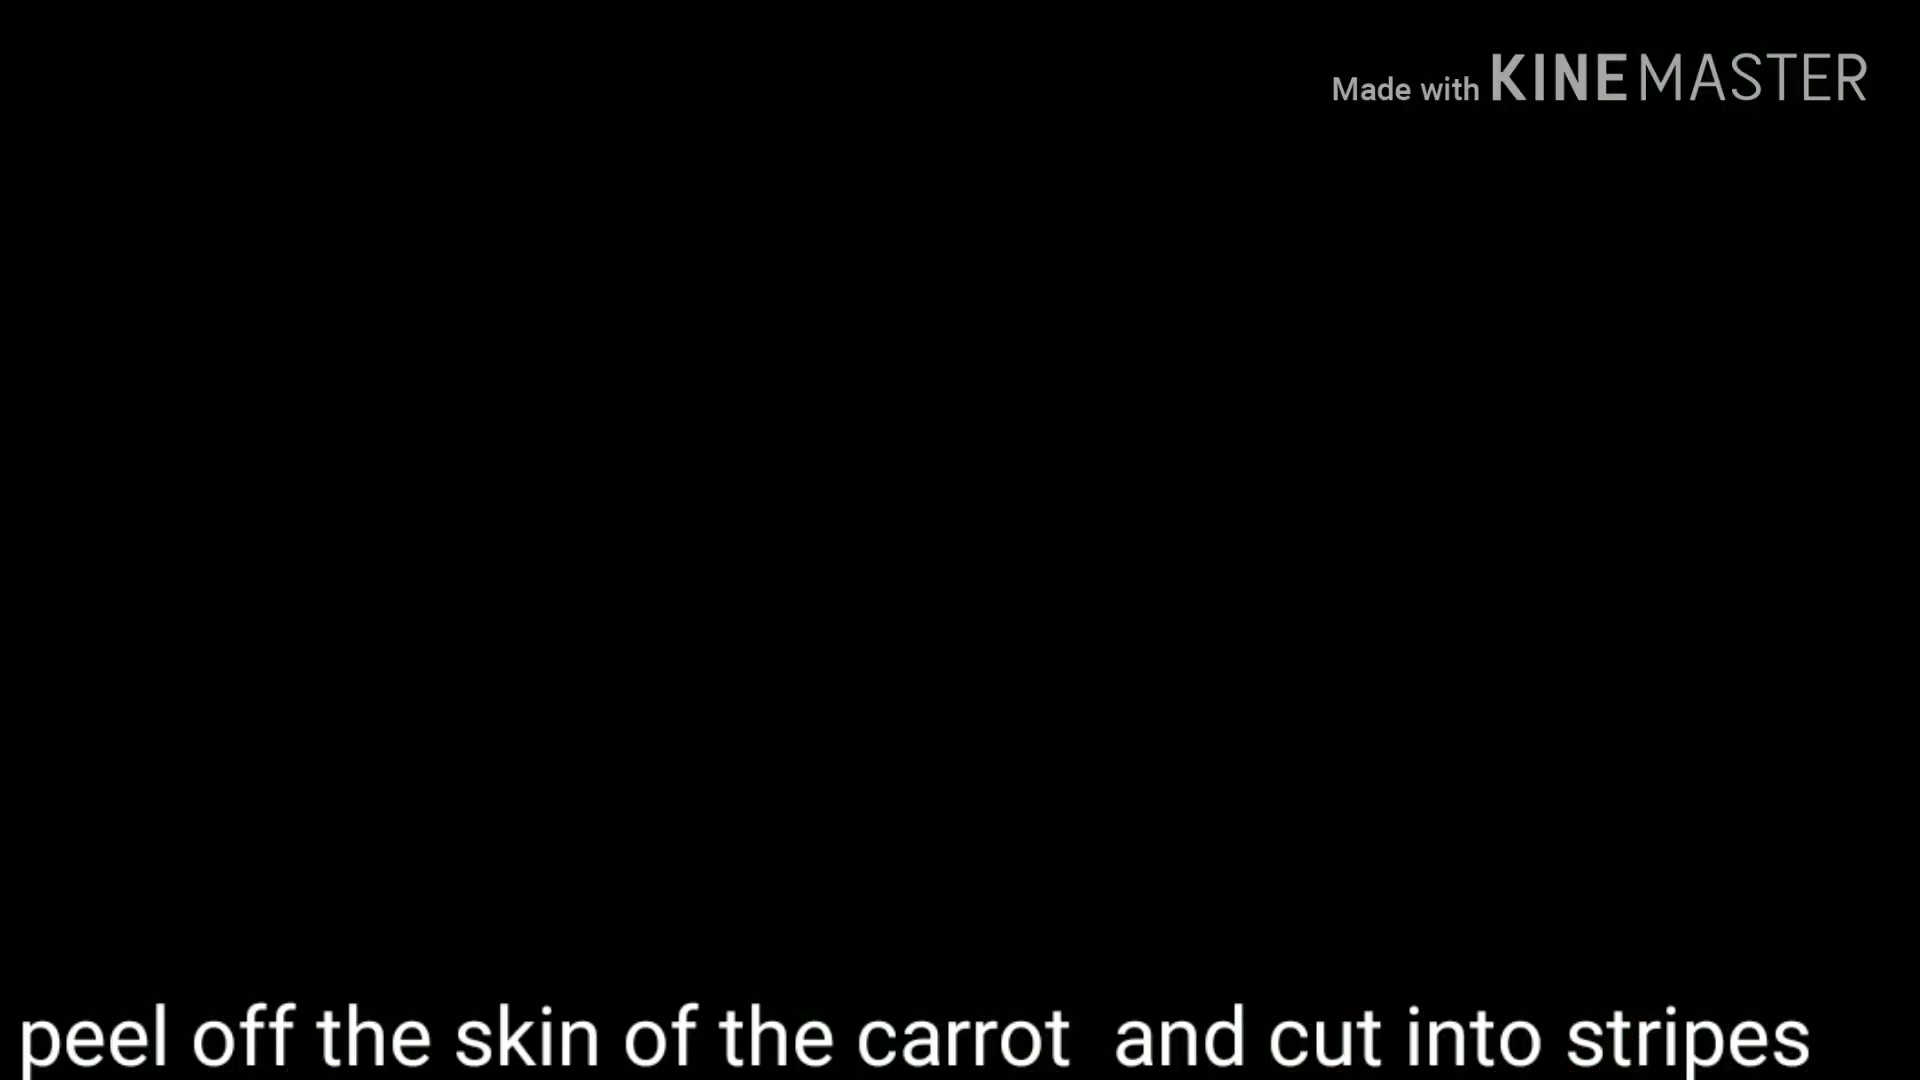 Made with KINEMASTER
peel off the skin of the carrot  and cut into stripes